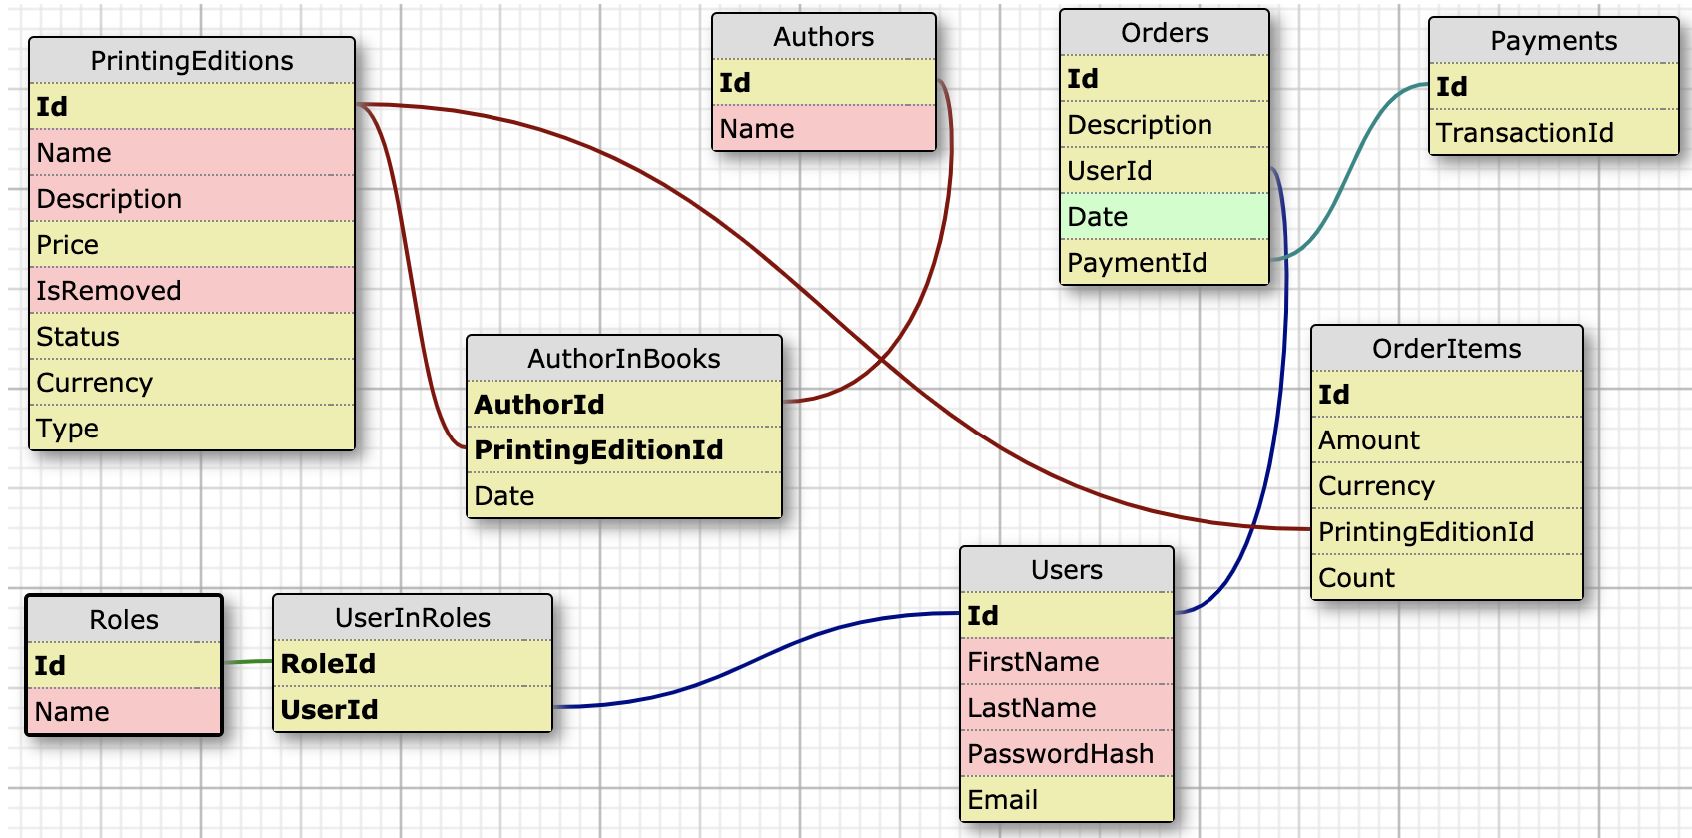 PrintingEditions
Id
Name
Description
Price
IsRemoved
Status
Currency
Type
Authors
Id
Name
Orders
Id
Description
UserId
Date
PaymentId
Payments
Id
TransactionId
AuthorInBooks
AuthorId
PrintingEditionId
Date
OrderItems
Id
Amount
Currency
PrintingEditionId
Count
Roles
Id
Name
UserInRoles
RoleId
UserId
Users
Id
FirstName
LastName
PasswordHash
Email